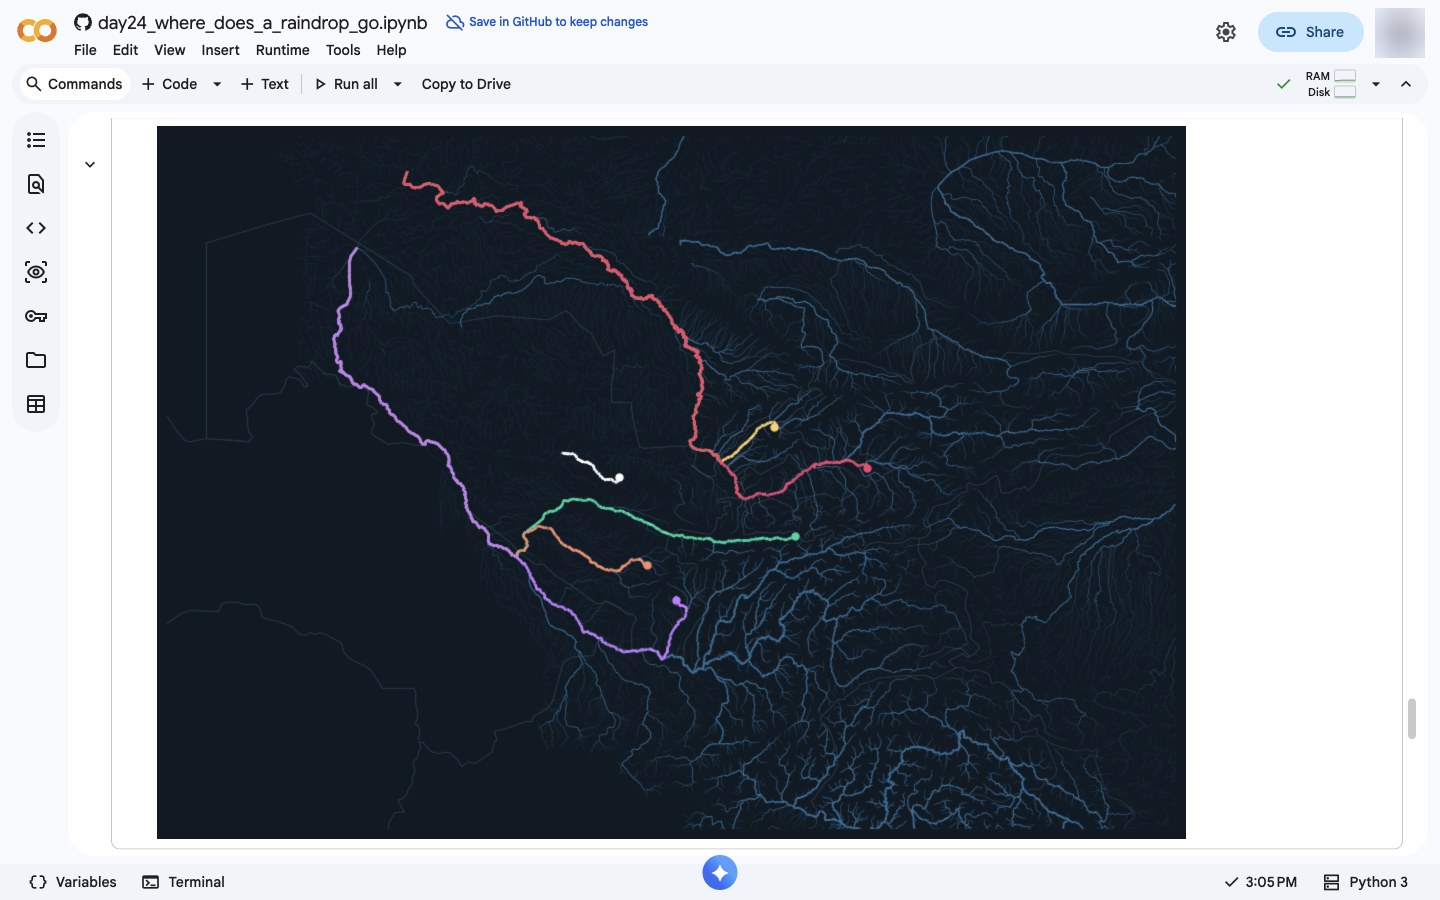 day24_where_does_a_raindrop_go.ipynb
Save in GitHub to keep changes
Share
File Edit View Insert Runtime Tools Help
Commands + Code + Text Run all Copy to Drive
RAM
Disk
Variables Terminal
3:05 PM Python 3